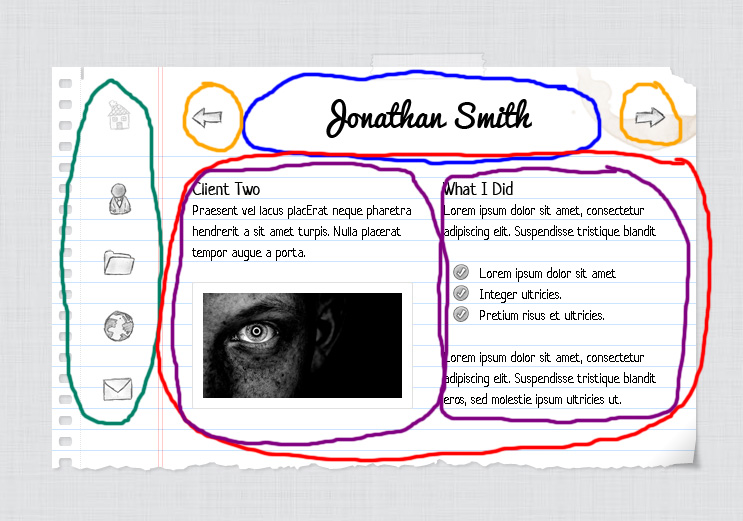 Jonathan Smith
Client Two
Praesent vel lacus placErat neque pharetra
hendrerit a sit amet turpis. Nulla placerat
tempor augue a porta.
What I Did
Lorem ipsum dolor sit amet, consectetur
adipiscing elit. Suspendisse tristique blandit
Lorem ipsum dolor sit amet
Integer ultricies.
Pretium risus et ultricies.
Lorem ipsum dolor sit amet, consectetur
adipiscing elit. Suspendisse tristique blandit
eros, sed molestie ipsum ultricies ut.